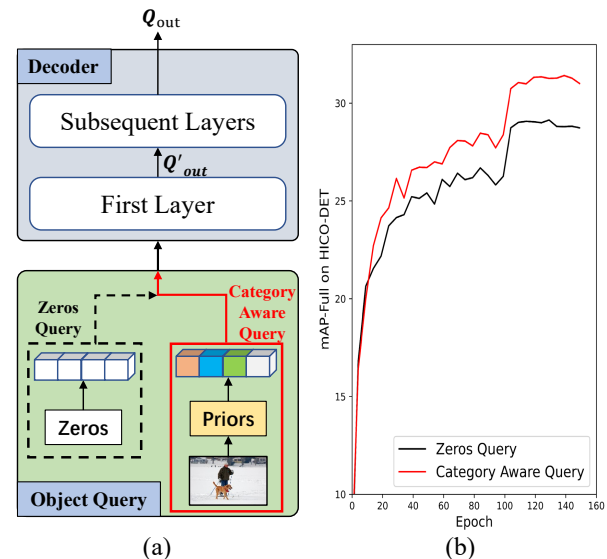 Q_out
Decoder
Subsequent Layers
Q'_out
First Layer
Zeros
Query
Category
Aware
Query
Zeros
Priors
Object Query
(a)
mAP-Full on HICO-DET
30
25
20
15
10
0 20 40 60 80 100 120 140 160
Epoch
Zeros Query
Category Aware Query
(b)